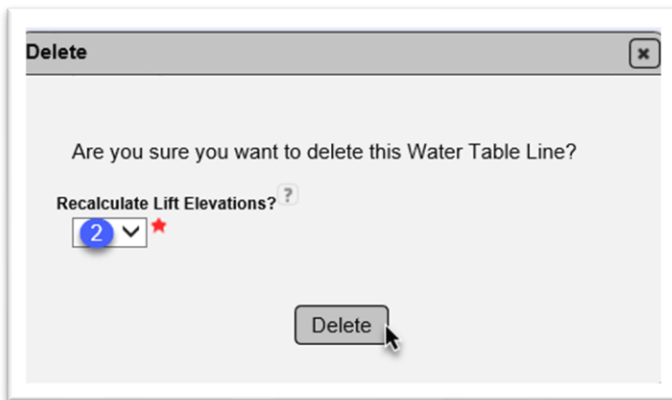 Delete
Are you sure you want to delete this Water Table Line?
Recalculate Lift Elevations? ?
2
Delete